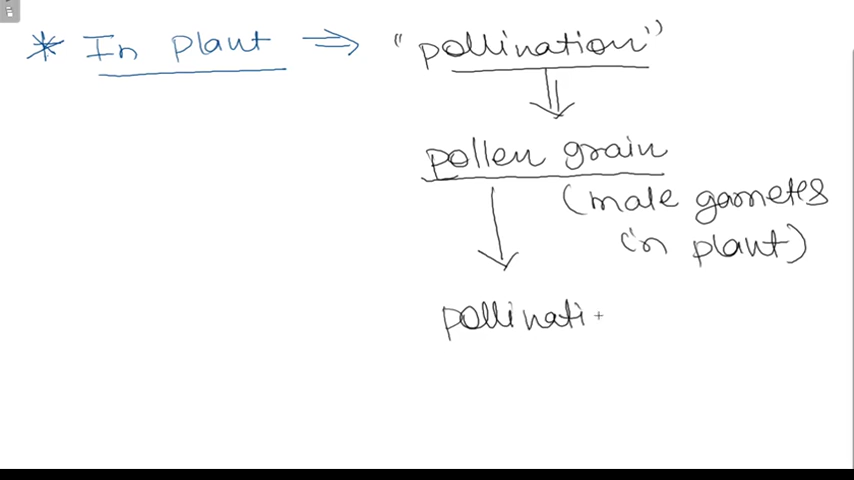 * In plant ⇒ "pollination"
pollen grain
(male gametes
in plant)
pollinati